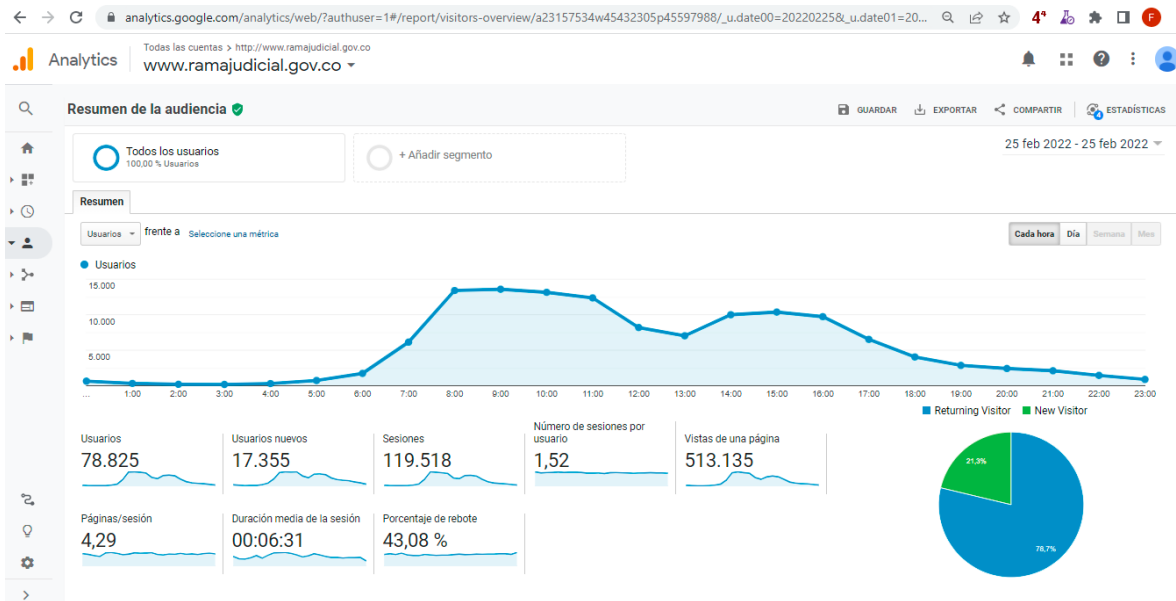 analytics.google.com/analytics/web/?authuser=1#/report/visitors-overview/a23157534w45432305p45597988/_u.date00=20220225&_u.date01=20...
4ª
F
Analytics
Todas las cuentas > http://www.ramajudicial.gov.co
www.ramajudicial.gov.co
Resumen de la audiencia
GUARDAR
EXPORTAR
COMPARTIR
4
ESTADÍSTICAS
Todos los usuarios
100,00 % Usuarios
+ Añadir segmento
25 feb 2022 - 25 feb 2022
Resumen
Usuarios
frente a
Seleccione una métrica
Cada hora
Día
Semana
Mes
Usuarios
15.000
10.000
5.000
... 1:00 2:00 3:00 4:00 5:00 6:00 7:00 8:00 9:00 10:00 11:00 12:00 13:00 14:00 15:00 16:00 17:00 18:00 19:00 20:00 21:00 22:00 23:00
Returning Visitor
New Visitor
Usuarios
78.825
Usuarios nuevos
17.355
Sesiones
119.518
Número de sesiones por
usuario
1,52
Vistas de una página
513.135
Páginas/sesión
4,29
Duración media de la sesión
00:06:31
Porcentaje de rebote
43,08 %
21,3%
78,7%